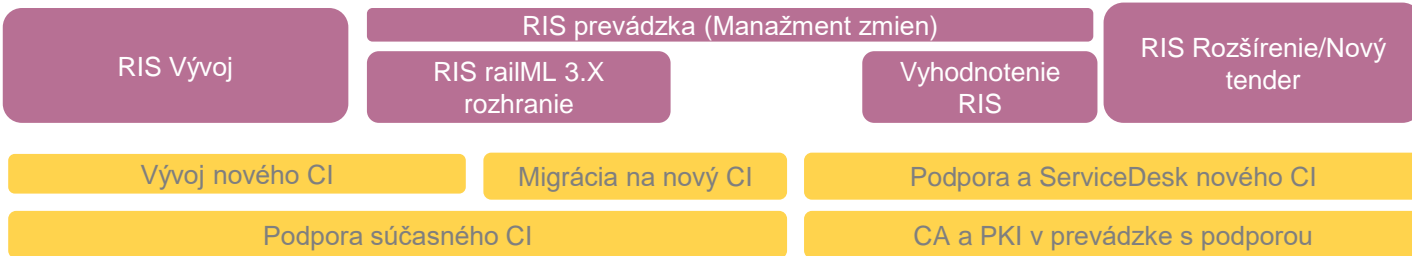 RIS Vývoj
RIS prevádzka (Manažment zmien)
RIS railML 3.X
rozhranie
Vyhodnotenie
RIS
RIS Rozšírenie/Nový
tender
Vývoj nového CI
Migrácia na nový CI
Podpora a ServiceDesk nového CI
Podpora súčasného CI
CA a PKI v prevádzke s podporou